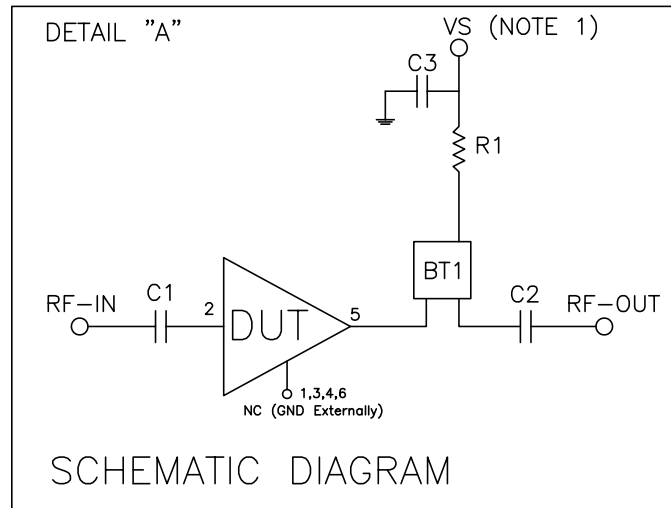 DETAIL "A"
VS (NOTE 1)
C3
R1
BT1
RF-IN
C1
2
DUT
5
C2
RF-OUT
1,3,4,6
NC (GND Externally)
SCHEMATIC DIAGRAM